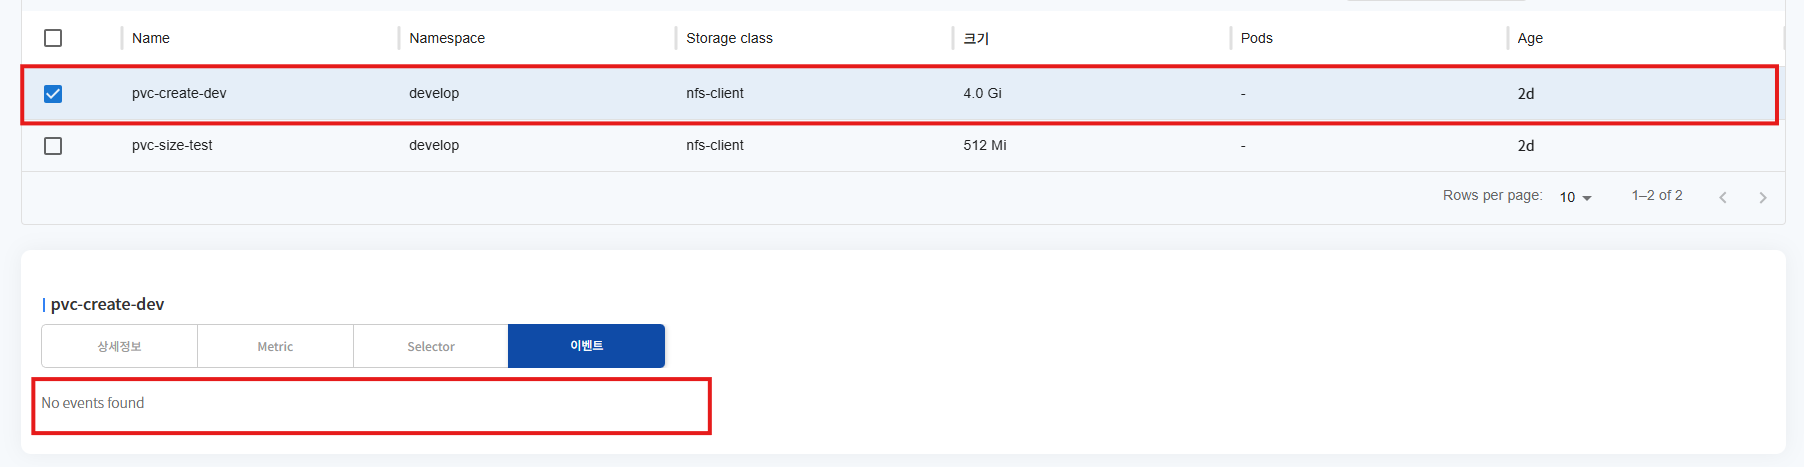 Name Namespace Storage class 크기 Pods Age
pvc-create-dev develop nfs-client 4.0 Gi - 2d
pvc-size-test develop nfs-client 512 Mi - 2d
Rows per page: 10 1–2 of 2
pvc-create-dev
상세정보 Metric Selector 이벤트
No events found